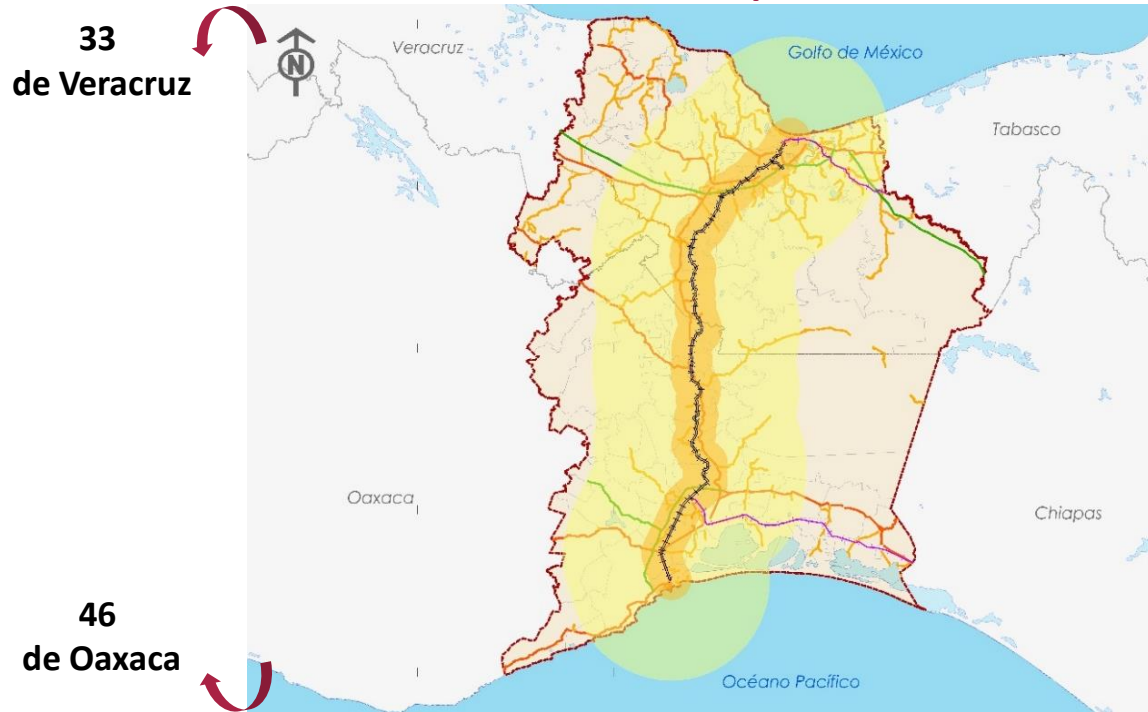 33
de Veracruz
N
Veracruz
Golfo de México
Tabasco
Oaxaca
Chiapas
46
de Oaxaca
Océano Pacífico